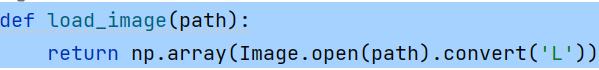 def load_image(path):
    return np.array(Image.open(path).convert('L'))